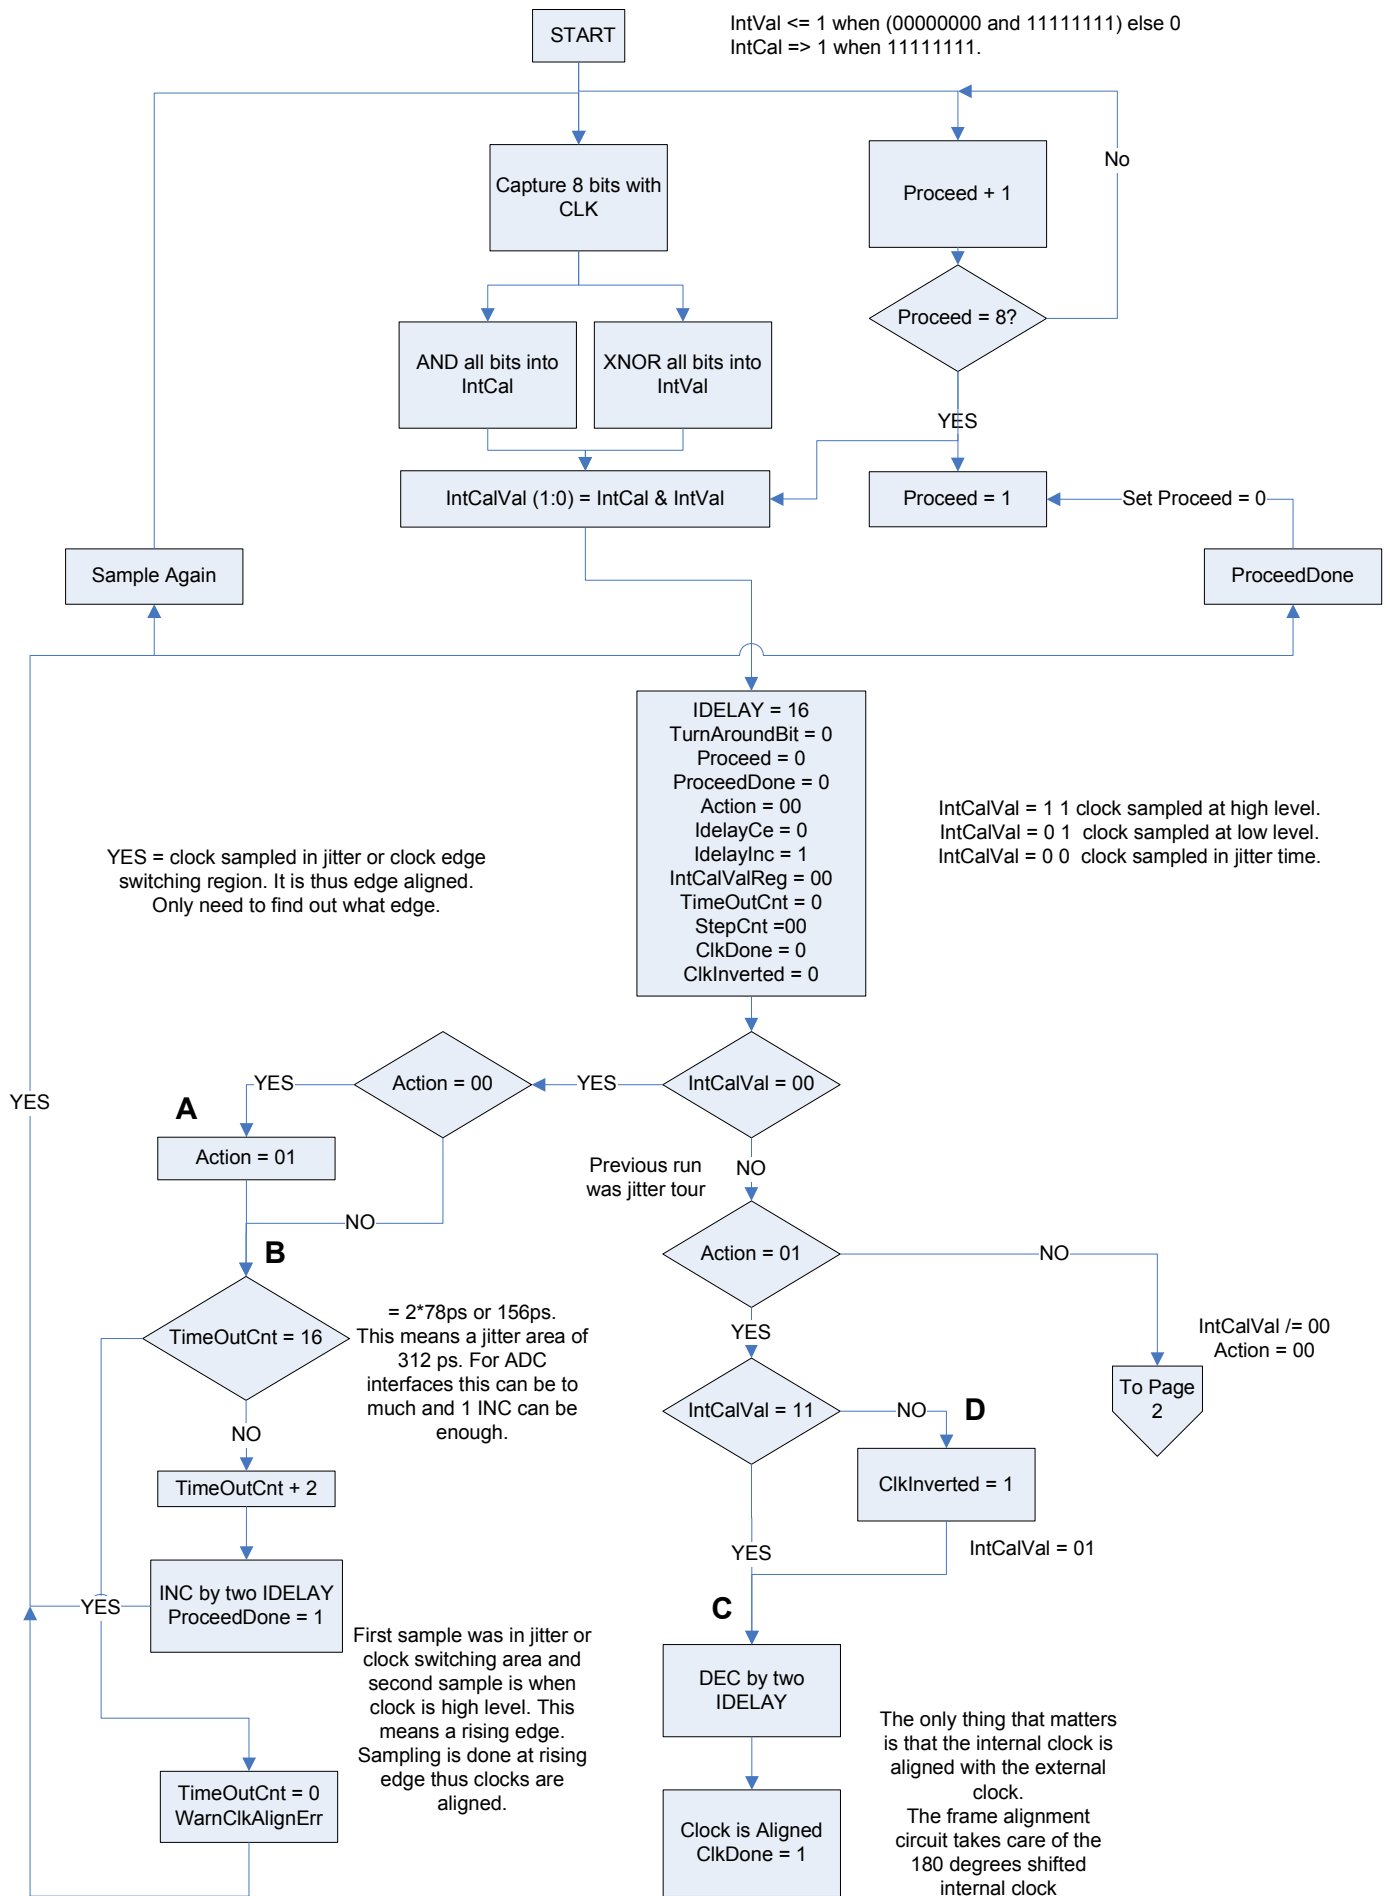 START
IntVal <= 1 when (00000000 and 11111111) else 0
IntCal => 1 when 11111111.
No
Capture 8 bits with
CLK
Proceed + 1
Proceed = 8?
AND all bits into
IntCal
XNOR all bits into
IntVal
YES
IntCalVal (1:0) = IntCal & IntVal
Proceed = 1
Set Proceed = 0
Sample Again
ProceedDone
IDELAY = 16
TurnAroundBit = 0
Proceed = 0
ProceedDone = 0
Action = 00
IdelayCe = 0
IdelayInc = 1
IntCalValReg = 00
TimeOutCnt = 0
StepCnt =00
ClkDone = 0
ClkInverted = 0
IntCalVal = 1 1 clock sampled at high level.
IntCalVal = 0 1  clock sampled at low level.
IntCalVal = 0 0  clock sampled in jitter time.
YES = clock sampled in jitter or clock edge
switching region. It is thus edge aligned.
Only need to find out what edge.
YES
YES
Action = 00
YES
IntCalVal = 00
A
Action = 01
Previous run
was jitter tour
NO
NO
B
Action = 01
NO
TimeOutCnt = 16
= 2*78ps or 156ps.
This means a jitter area of
312 ps. For ADC
interfaces this can be to
much and 1 INC can be
enough.
YES
IntCalVal /= 00
Action = 00
To Page
2
IntCalVal = 11
NO
D
NO
TimeOutCnt + 2
ClkInverted = 1
YES
IntCalVal = 01
INC by two IDELAY
ProceedDone = 1
YES
C
First sample was in jitter or
clock switching area and
second sample is when
clock is high level. This
means a rising edge.
Sampling is done at rising
edge thus clocks are
aligned.
DEC by two
IDELAY
The only thing that matters
is that the internal clock is
aligned with the external
clock.
The frame alignment
circuit takes care of the
180 degrees shifted
internal clock
TimeOutCnt = 0
WarnClkAlignErr
Clock is Aligned
ClkDone = 1